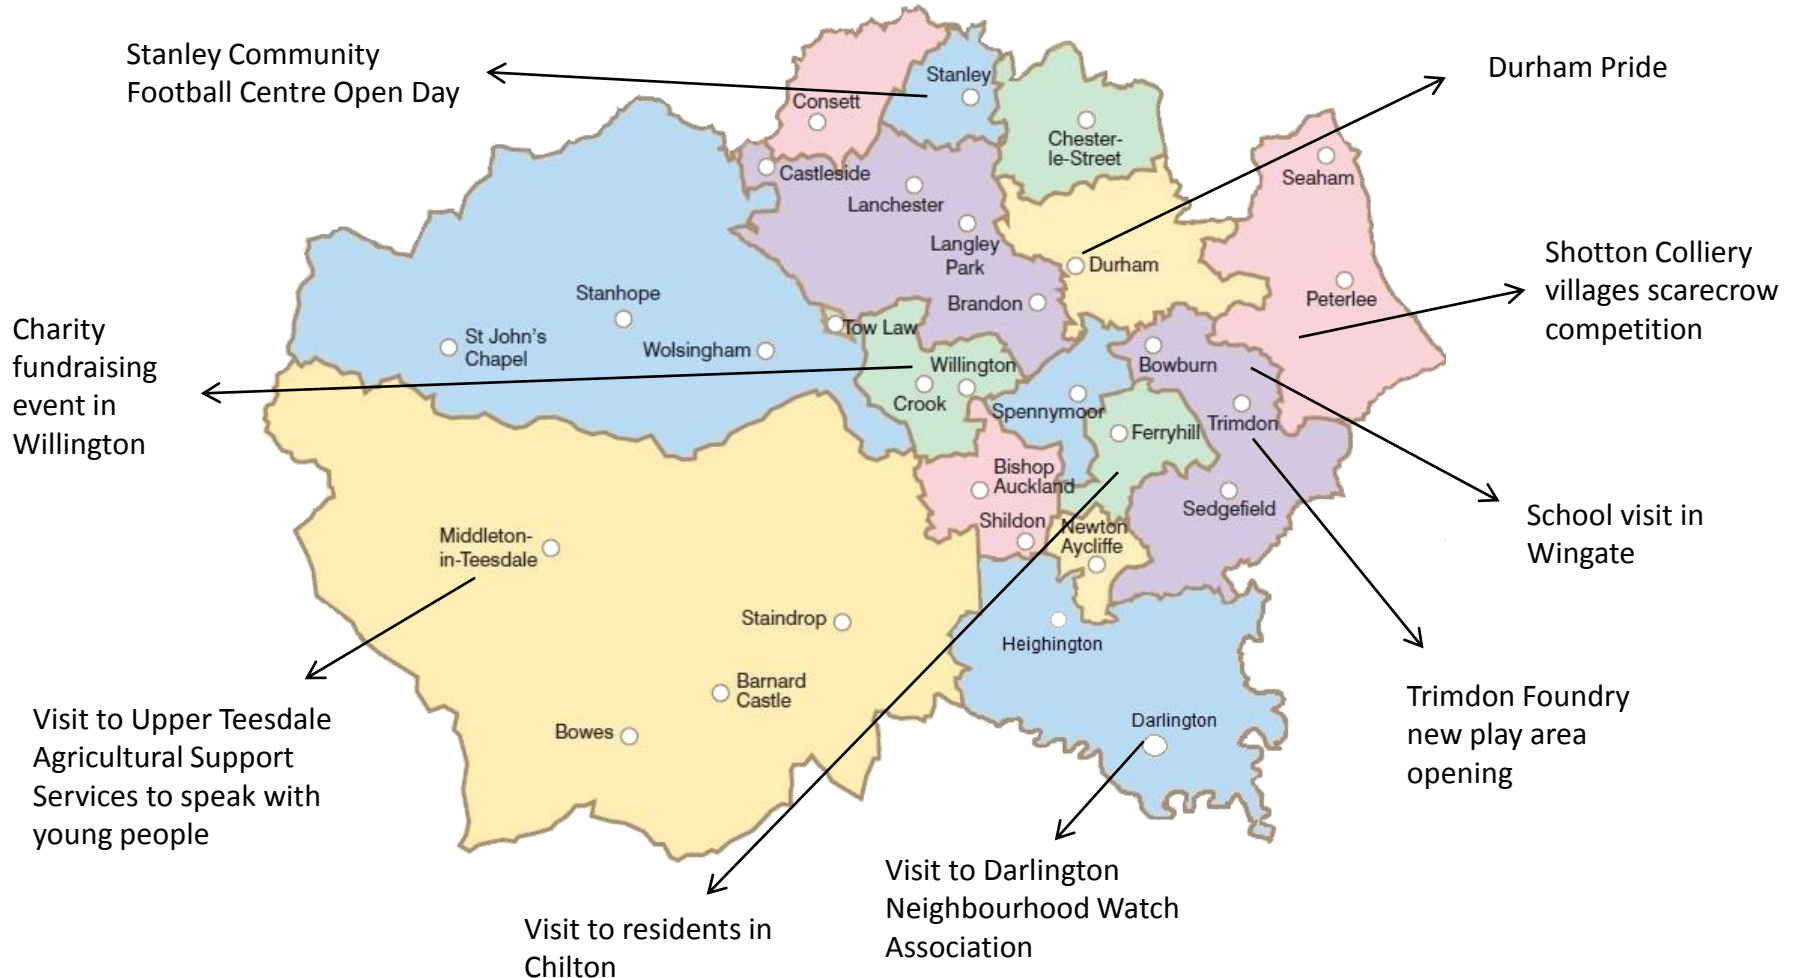 Stanley Community
Football Centre Open Day
Durham Pride
Stanley
Consett
Chester-
le-Street
Castleside
Seaham
Lanchester
Langley
Park
Durham
Shotton Colliery
villages scarecrow
competition
Stanhope
Brandon
Peterlee
Charity
fundraising
event in
Willington
St John's
Chapel
Wolsingham
Tow Law
Willington
Crook
Bowburn
Spennymoor
Trimdon
Ferryhill
Bishop
Auckland
Sedgefield
Shildon
Newton
Aycliffe
School visit in
Wingate
Middleton-
in-Teesdale
Staindrop
Heighington
Barnard
Castle
Bowes
Darlington
Trimdon Foundry
new play area
opening
Visit to Upper Teesdale
Agricultural Support
Services to speak with
young people
Visit to Darlington
Neighbourhood Watch
Association
Visit to residents in
Chilton